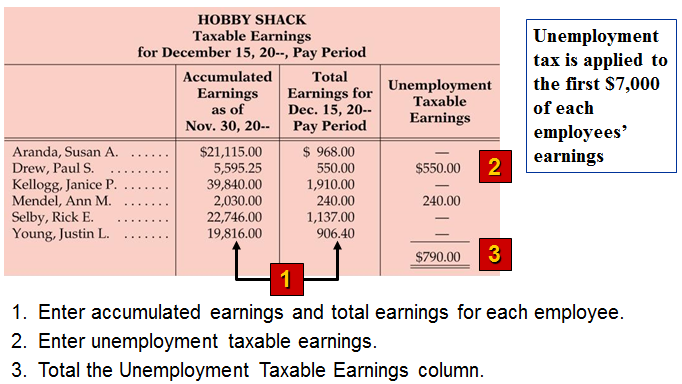 HOBBY SHACK
Taxable Earnings
for December 15, 20--, Pay Period
Accumulated Earnings as of Nov. 30, 20-- Total Earnings for Dec. 15, 20-- Pay Period Unemployment Taxable Earnings
Aranda, Susan A. . . . . . . $21,115.00 $ 968.00 —
Drew, Paul S. . . . . . . . . . 5,595.25 550.00 $550.00
Kellogg, Janice P. . . . . . . . 39,840.00 1,910.00 —
Mendel, Ann M. . . . . . . . 2,030.00 240.00 240.00
Selby, Rick E. . . . . . . . . 22,746.00 1,137.00 —
Young, Justin L. . . . . . . . 19,816.00 906.40 —
$790.00
1
2
3
Unemployment
tax is applied to
the first $7,000
of each
employees’
earnings
1. Enter accumulated earnings and total earnings for each employee.
2. Enter unemployment taxable earnings.
3. Total the Unemployment Taxable Earnings column.